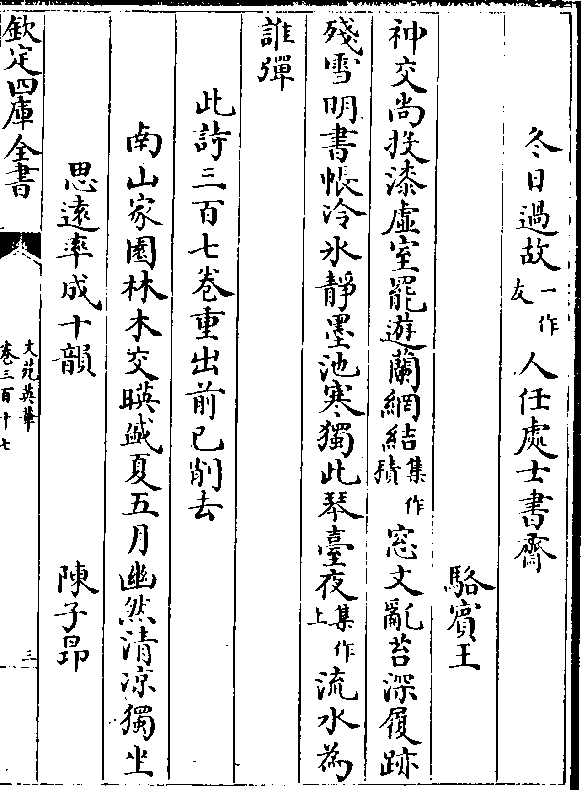 冬日過故一作友人任處士書齋
駱賓王
神交尚投漆虛室罷遊蘭網結集作積窓文亂苔深履跡
殘雪明書帳冷水靜墨池寒獨此琴臺夜集作上流水為
誰彈
此詩三百七卷重出前已削去
南山家園林木交暎盛夏五月幽然清凉獨坐
思遠率成十韻
陳子昂
欽定四庫全書
文苑英華
卷三百十七
三